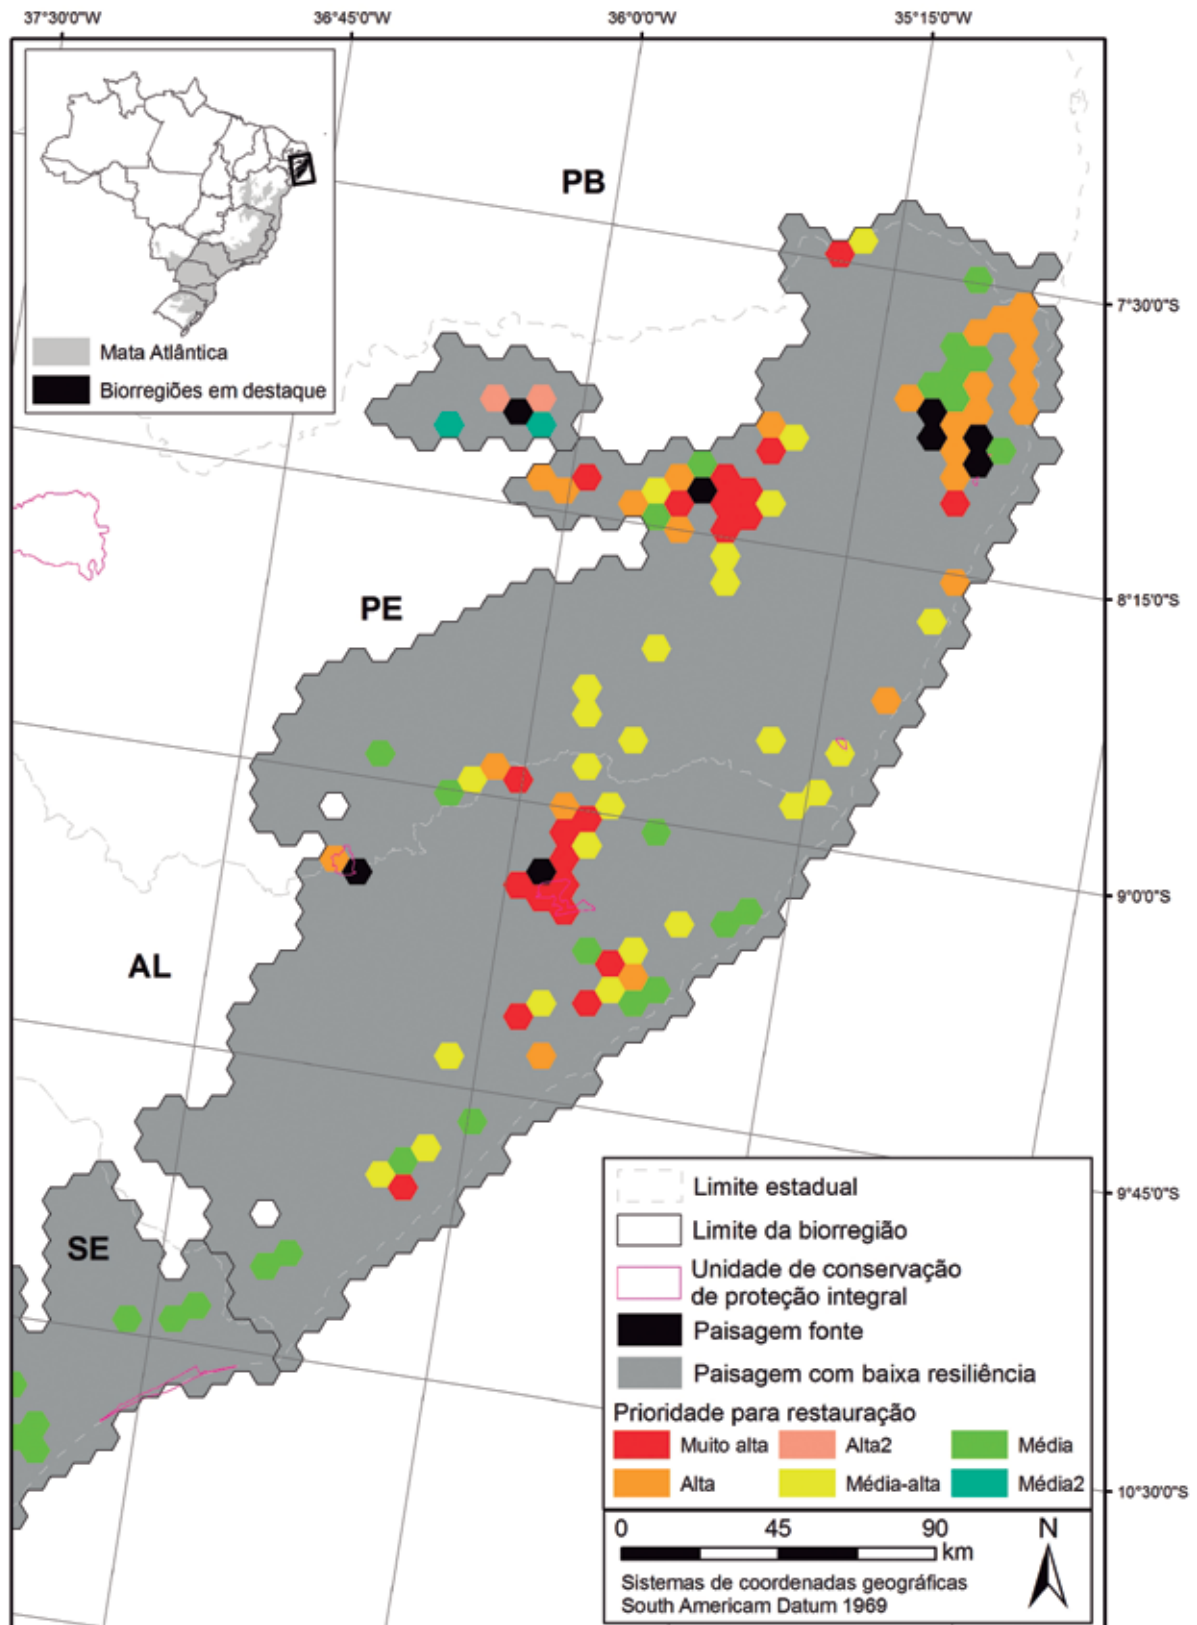 37°30'0"W
36°45'0"W
36°0'0"W
35°15'0"W
Mata Atlântica
Biorregiões em destaque
PB
7°30'0"S
PE
8°15'0"S
9°0'0"S
AL
9°45'0"S
SE
Limite estadual
Limite da biorregião
Unidade de conservação
de proteção integral
Paisagem fonte
Paisagem com baixa resiliência
Prioridade para restauração
Muito alta
Alta2
Média
Alta
Média-alta
Média2
10°30'0"S
0 45 90
km
N
Sistemas de coordenadas geográficas
South Americam Datum 1969